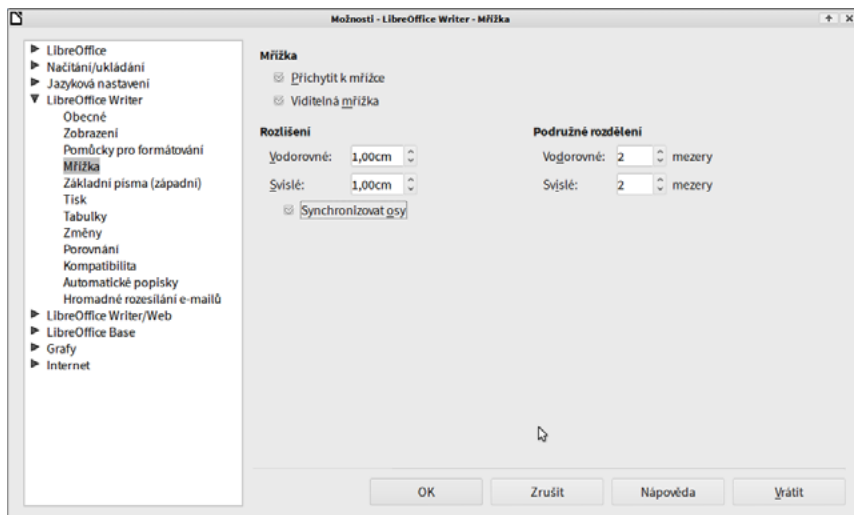 Možnosti - LibreOffice Writer - Mřížka
LibreOffice
Načítání/ukládání
Jazyková nastavení
LibreOffice Writer
Obecné
Zobrazení
Pomůcky pro formátování
Mřížka
Základní písma (západní)
Tisk
Tabulky
Změny
Porovnání
Kompatibilita
Automatické popisky
Hromadné rozesílání e-mailů
LibreOffice Writer/Web
LibreOffice Base
Grafy
Internet
Mřížka
Přichytit k mřížce
Viditelná mřížka
Rozlišení
Vodorovné: 1,00cm
Svislé: 1,00cm
Synchronizovat osy
Podružné rozdělení
Vodorovné: 2 mezery
Svislé: 2 mezery
OK Zrušit Nápověda Vrátit